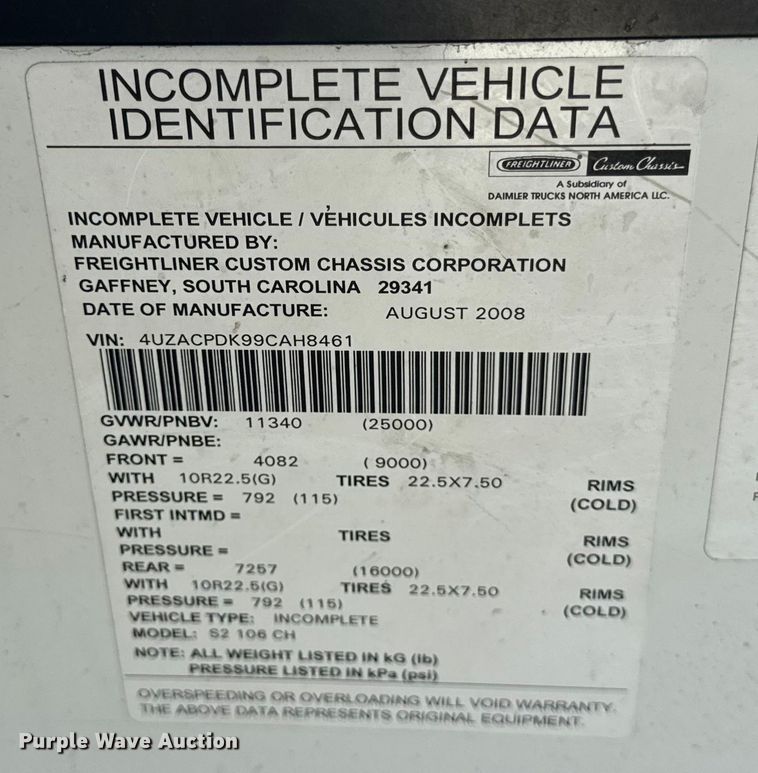 INCOMPLETE VEHICLE
IDENTIFICATION DATA
FREIGHTLINER Custom Chassis
A Subsidiary of
DAIMLER TRUCKS NORTH AMERICA LLC.
INCOMPLETE VEHICLE / VEHICULES INCOMPLETS
MANUFACTURED BY:
FREIGHTLINER CUSTOM CHASSIS CORPORATION
GAFFNEY, SOUTH CAROLINA 29341
DATE OF MANUFACTURE: AUGUST 2008
VIN: 4UZACPDK99CAH8461
GVWR/PNBV: 11340 (25000)
GAWR/PNBE:
FRONT = 4082 ( 9000)
WITH 10R22.5(G) TIRES 22.5X7.50 RIMS
PRESSURE = 792 (115) (COLD)
FIRST INTMD =
WITH TIRES RIMS
PRESSURE = (COLD)
REAR = 7257 (16000)
WITH 10R22.5(G) TIRES 22.5X7.50 RIMS
PRESSURE = 792 (115) (COLD)
VEHICLE TYPE: INCOMPLETE
MODEL: S2 106 CH
NOTE: ALL WEIGHT LISTED IN kG (lb)
PRESSURE LISTED IN kPa (psi)
OVERSPEEDING OR OVERLOADING WILL VOID WARRANTY.
THE ABOVE DATA REPRESENTS ORIGINAL EQUIPMENT.
Purple Wave Auction